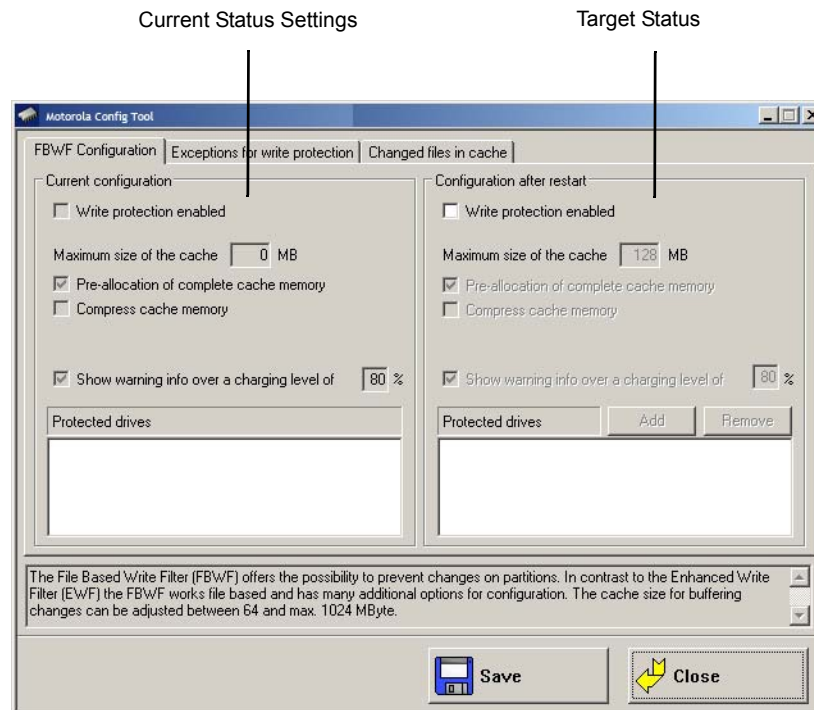 Current Status Settings
Target Status
Motorola Config Tool
FBWF Configuration
Exceptions for write protection
Changed files in cache
Current configuration
Write protection enabled
Maximum size of the cache 0 MB
Pre-allocation of complete cache memory
Compress cache memory
Show warning info over a charging level of 80 %
Protected drives
Configuration after restart
Write protection enabled
Maximum size of the cache 128 MB
Pre-allocation of complete cache memory
Compress cache memory
Show warning info over a charging level of 80 %
Protected drives
Add
Remove
The File Based Write Filter (FBWF) offers the possibility to prevent changes on partitions. In contrast to the Enhanced Write
Filter (EWF) the FBWF works file based and has many additional options for configuration. The cache size for buffering
changes can be adjusted between 64 and max. 1024 MByte.
Save
Close